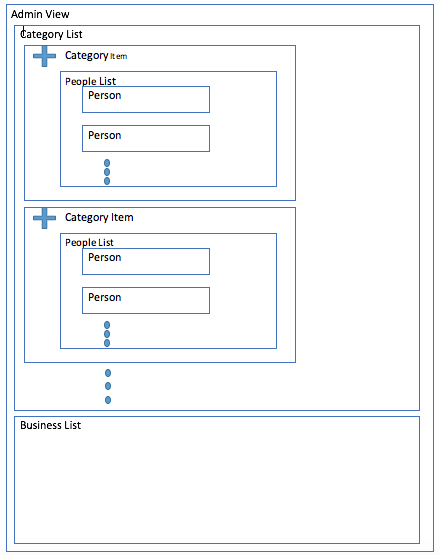 Admin View
Category List
Category Item
People List
Person
Person
Category Item
People List
Person
Person
Business List